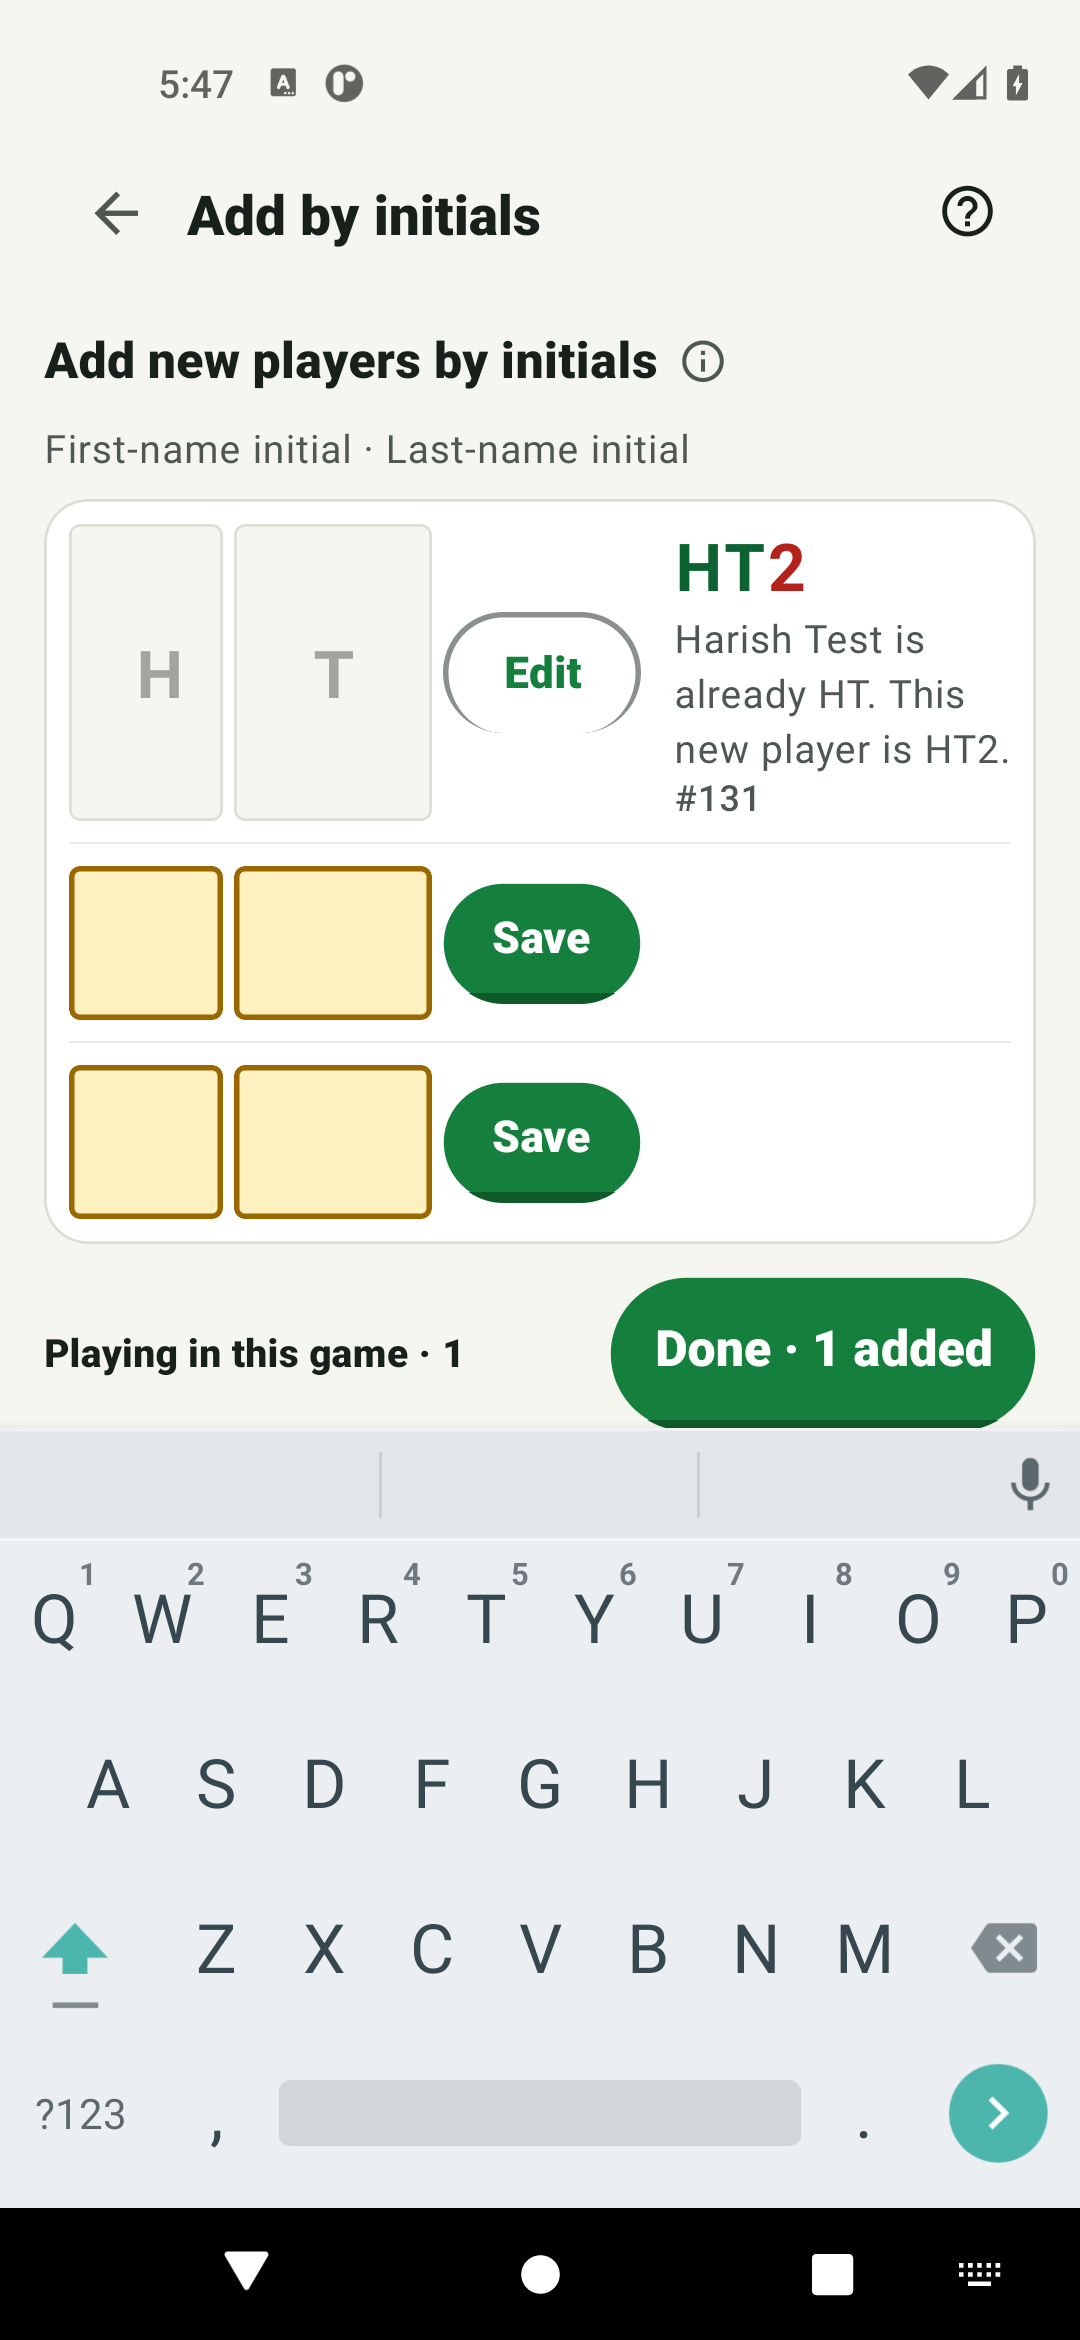 5:47
Add by initials
Add new players by initials
First-name initial · Last-name initial
H T Edit
HT2
Harish Test is
already HT. This
new player is HT2.
#131
Save
Save
Playing in this game · 1
Done · 1 added
1 2 3 4 5 6 7 8 9 0
Q W E R T Y U I O P
A S D F G H J K L
Z X C V B N M
?123 , .